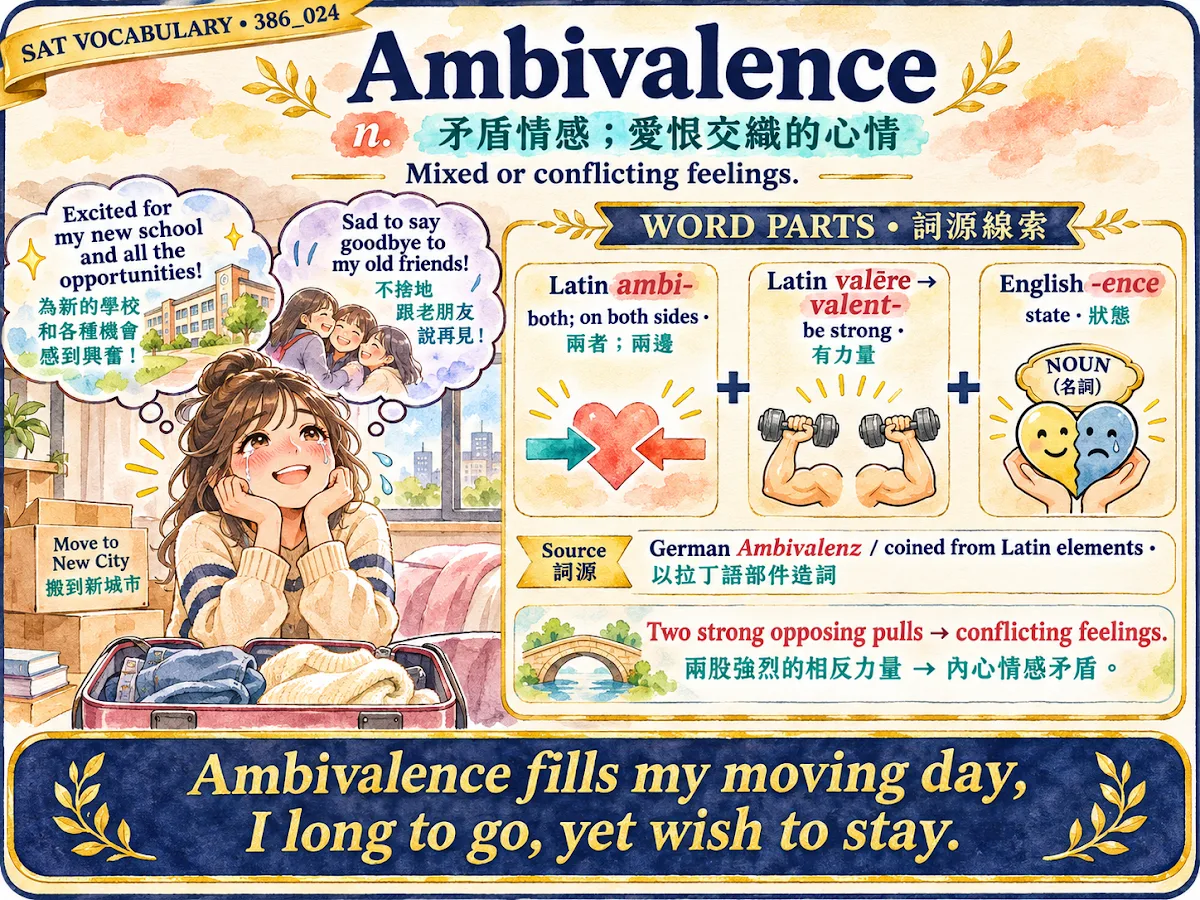 SAT VOCABULARY • 386_024
Ambivalence
n. 矛盾情感；愛恨交織的心情
Mixed or conflicting feelings.
Excited for
my new school
and all the
opportunities!
為新的學校
和各種機會
感到興奮！
Sad to say
goodbye to
my old friends!
不捨地
跟老朋友
說再見！
Move to
New City
搬到新城市
WORD PARTS • 詞源線索
Latin ambi-
both; on both sides •
兩者；兩邊
+
Latin valēre →
valent-
be strong •
有力量
+
English -ence
state • 狀態
NOUN
(名詞)
Source
詞源
German Ambivalenz / coined from Latin elements •
以拉丁語部件造詞
Two strong opposing pulls → conflicting feelings.
兩股強烈的相反力量 → 內心情感矛盾。
Ambivalence fills my moving day,
I long to go, yet wish to stay.